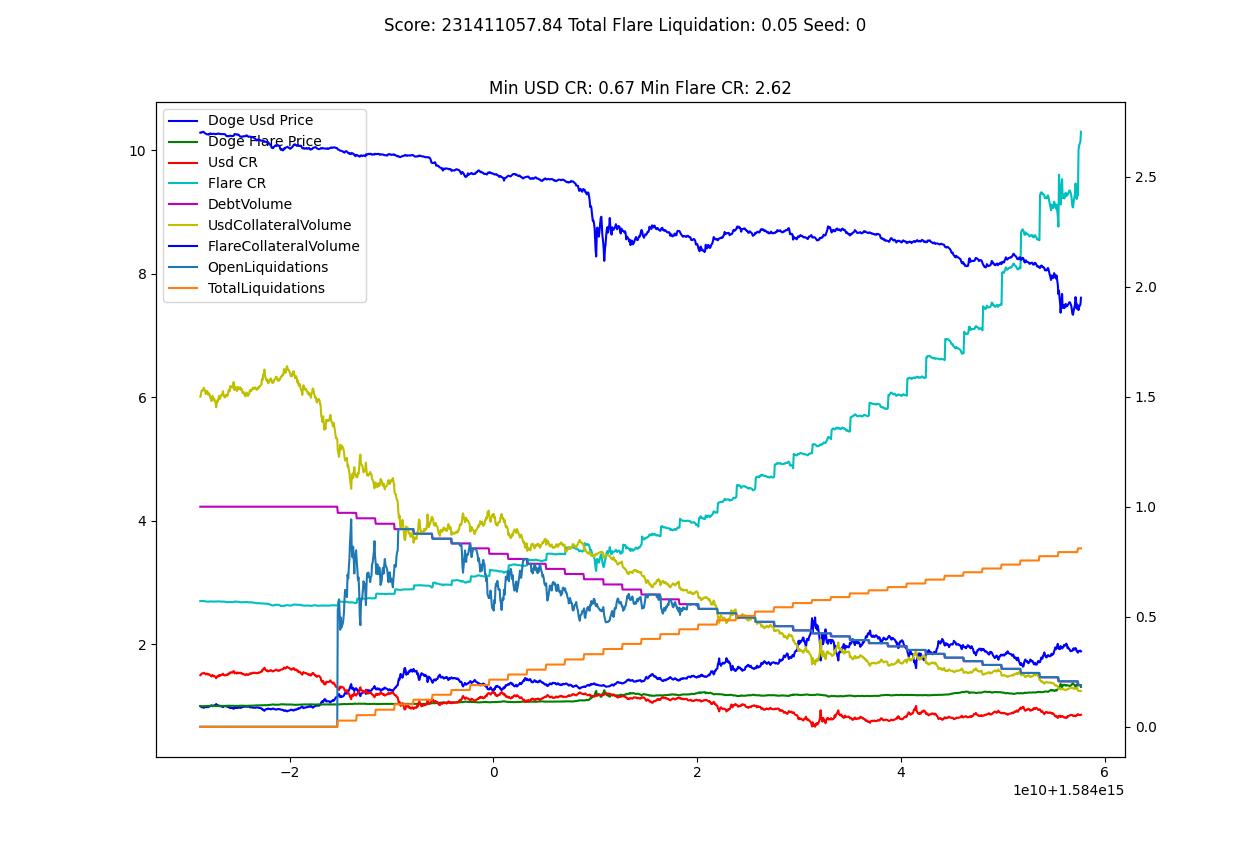 Score: 231411057.84 Total Flare Liquidation: 0.05 Seed: 0
Min USD CR: 0.67 Min Flare CR: 2.62
Doge Usd Price
Doge Flare Price
Usd CR
Flare CR
DebtVolume
UsdCollateralVolume
FlareCollateralVolume
OpenLiquidations
TotalLiquidations
10
8
6
4
2
2.5
2.0
1.5
1.0
0.5
0.0
−2
0
2
4
6
1e10+1.584e15